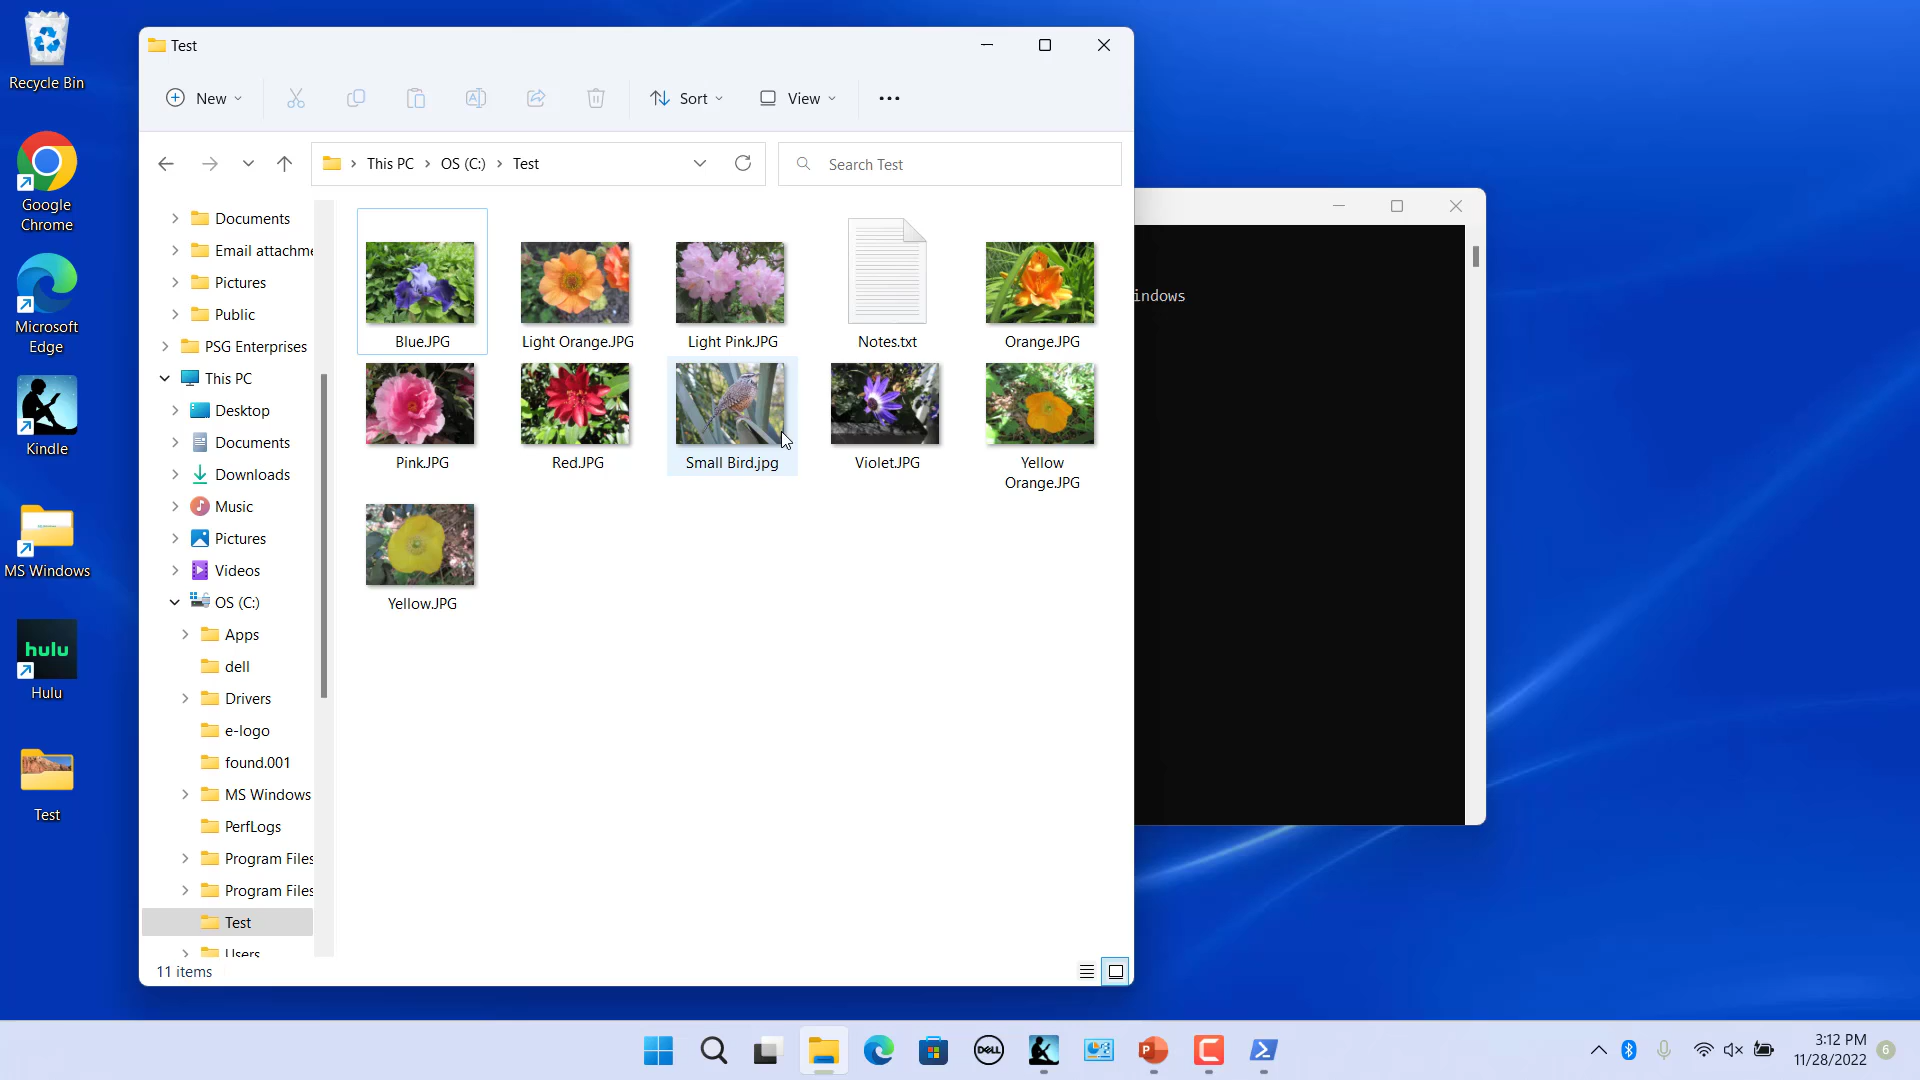 Recycle Bin
Google
Chrome
Microsoft
Edge
Kindle
MS Windows
hulu
Hulu
Test
Test
New
Sort
View
This PC
OS (C:)
Test
Search Test
Documents
Email attachme
Pictures
Public
PSG Enterprises
This PC
Desktop
Documents
Downloads
Music
Pictures
Videos
OS (C:)
Apps
dell
Drivers
e-logo
found.001
MS Windows
PerfLogs
Program Files
Program Files
Test
Users
Blue.JPG
Light Orange.JPG
Light Pink.JPG
Notes.txt
Orange.JPG
Pink.JPG
Red.JPG
Small Bird.jpg
Violet.JPG
Yellow
Orange.JPG
Yellow.JPG
11 items
indows
DELL
3:12 PM
11/28/2022
6